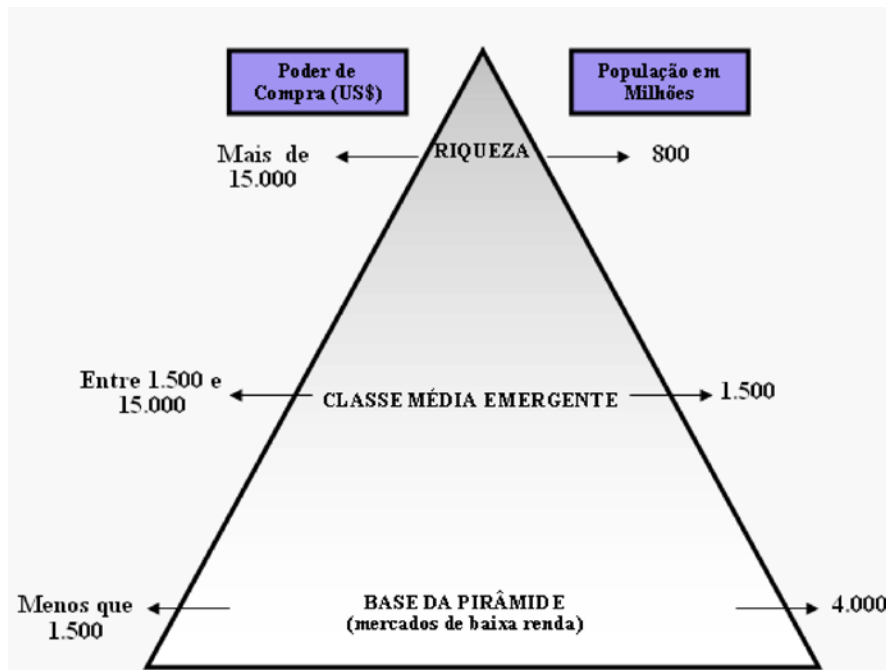 Poder de
Compra (US$)
População em
Milhões
Mais de
15.000
RIQUEZA
800
Entre 1.500 e
15.000
CLASSE MÉDIA EMERGENTE
1.500
Menos que
1.500
BASE DA PIRÂMIDE
(mercados de baixa renda)
4.000